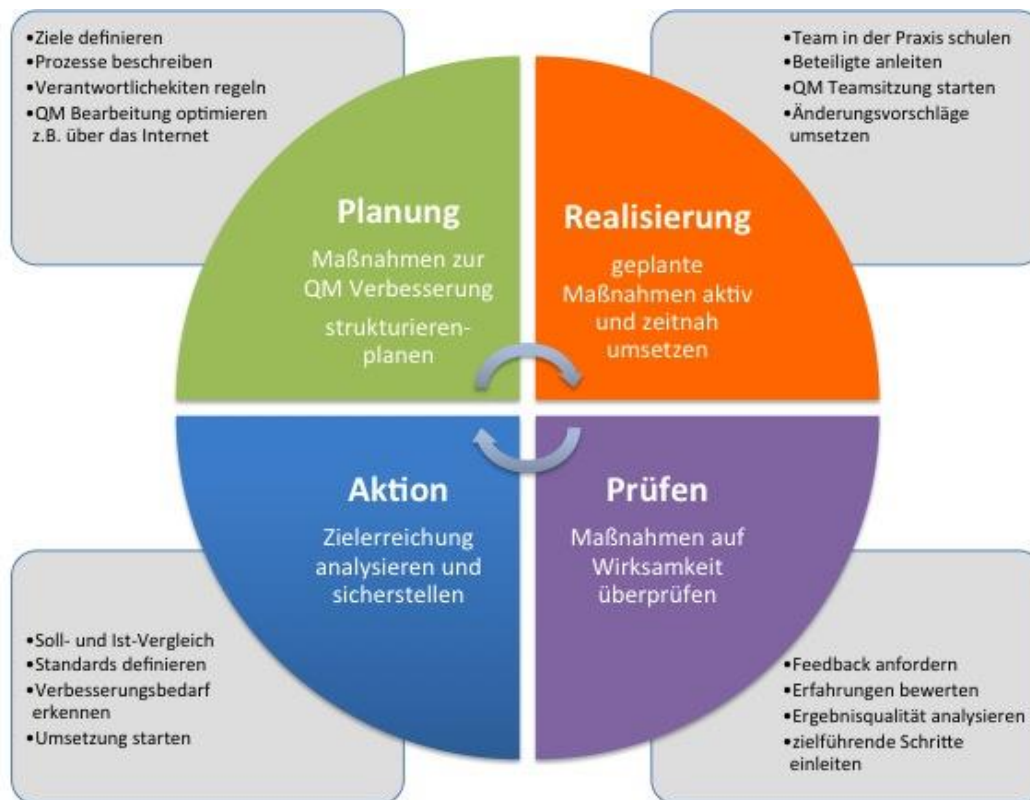 •Ziele definieren
•Prozesse beschreiben
•Verantwortlichekiten regeln
•QM Bearbeitung optimieren
z.B. über das Internet
•Team in der Praxis schulen
•Beteiligte anleiten
•QM Teamsitzung starten
•Änderungsvorschläge
umsetzen
Planung
Maßnahmen zur
QM Verbesserung
strukturieren-
planen
Realisierung
geplante
Maßnahmen aktiv
und zeitnah
umsetzen
Aktion
Zielerreichung
analysieren und
sicherstellen
Prüfen
Maßnahmen auf
Wirksamkeit
überprüfen
•Soll- und Ist-Vergleich
•Standards definieren
•Verbesserungsbedarf
erkennen
•Umsetzung starten
•Feedback anfordern
•Erfahrungen bewerten
•Ergebnisqualität analysieren
•zielführende Schritte
einleiten